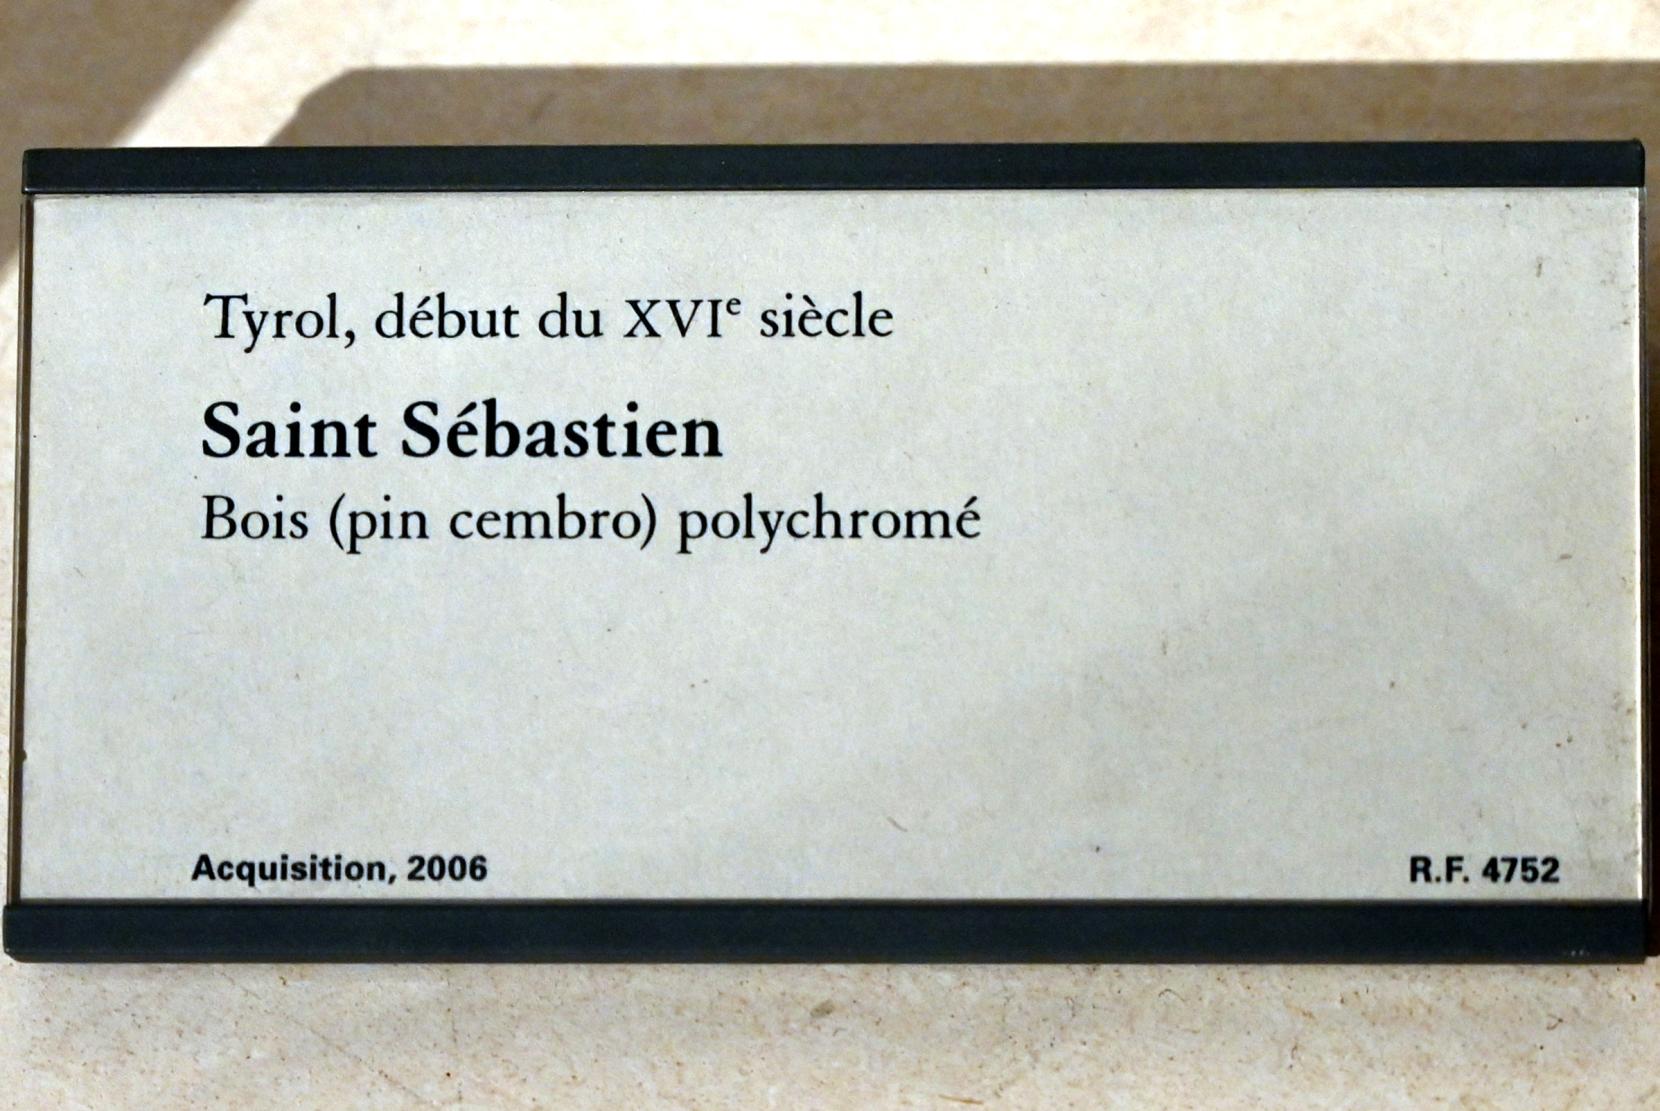 Tyrol, début du XVIe siècle
Saint Sébastien
Bois (pin cembro) polychromé
Acquisition, 2006
R.F. 4752